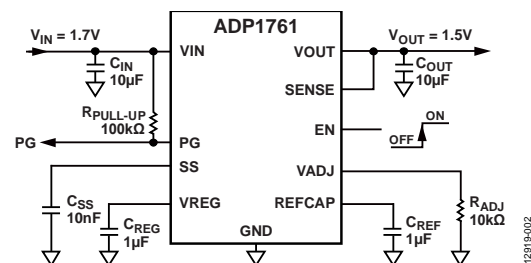 ADP1761
VIN = 1.7V
VIN
VOUT
VOUT = 1.5V
CIN
10µF
COUT
10µF
SENSE
RPULL-UP
100kΩ
EN
ON
OFF
PG
PG
SS
VADJ
CSS
10nF
VREG
REFCAP
RADJ
10kΩ
CREG
1µF
CREF
1µF
GND
12919-002